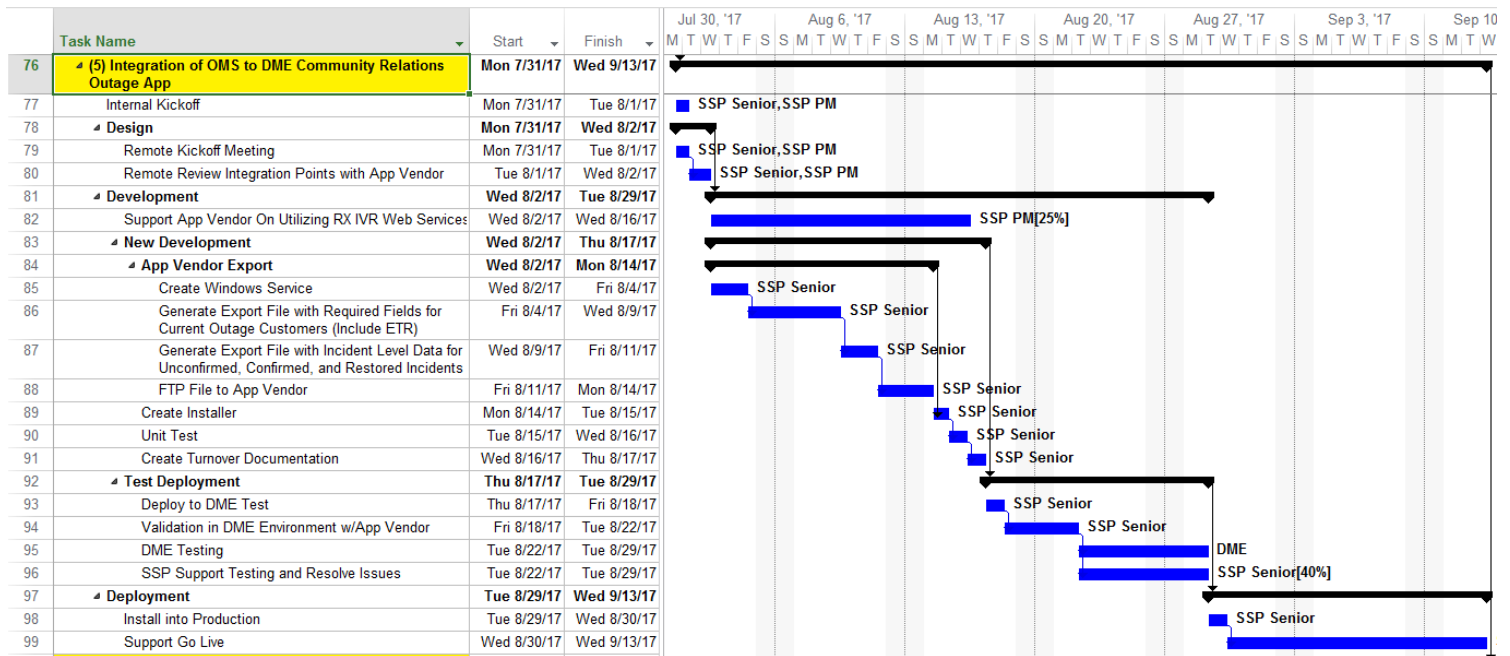 Jul 30, '17 Aug 6, '17 Aug 13, '17 Aug 20, '17 Aug 27, '17 Sep 3, '17 Sep 10
Task Name Start Finish M T W T F S S M T W T F S S M T W T F S S M T W T F S S M T W T F S S M T W T F S S M T W
76 (5) Integration of OMS to DME Community Relations Mon 7/31/17 Wed 9/13/17
Outage App
77 Internal Kickoff Mon 7/31/17 Tue 8/1/17 SSP Senior,SSP PM
78 Design Mon 7/31/17 Wed 8/2/17
79 Remote Kickoff Meeting Mon 7/31/17 Tue 8/1/17 SSP Senior,SSP PM
80 Remote Review Integration Points with App Vendor Tue 8/1/17 Wed 8/2/17 SSP Senior,SSP PM
81 Development Wed 8/2/17 Tue 8/29/17
82 Support App Vendor On Utilizing RX IVR Web Services Wed 8/2/17 Wed 8/16/17 SSP PM[25%]
83 New Development Wed 8/2/17 Thu 8/17/17
84 App Vendor Export Wed 8/2/17 Mon 8/14/17
85 Create Windows Service Wed 8/2/17 Fri 8/4/17 SSP Senior
86 Generate Export File with Required Fields for Fri 8/4/17 Wed 8/9/17 SSP Senior
Current Outage Customers (Include ETR)
87 Generate Export File with Incident Level Data for Wed 8/9/17 Fri 8/11/17 SSP Senior
Unconfirmed, Confirmed, and Restored Incidents
88 FTP File to App Vendor Fri 8/11/17 Mon 8/14/17 SSP Senior
89 Create Installer Mon 8/14/17 Tue 8/15/17 SSP Senior
90 Unit Test Tue 8/15/17 Wed 8/16/17 SSP Senior
91 Create Turnover Documentation Wed 8/16/17 Thu 8/17/17 SSP Senior
92 Test Deployment Thu 8/17/17 Tue 8/29/17
93 Deploy to DME Test Thu 8/17/17 Fri 8/18/17 SSP Senior
94 Validation in DME Environment w/App Vendor Fri 8/18/17 Tue 8/22/17 SSP Senior
95 DME Testing Tue 8/22/17 Tue 8/29/17 DME
96 SSP Support Testing and Resolve Issues Tue 8/22/17 Tue 8/29/17 SSP Senior[40%]
97 Deployment Tue 8/29/17 Wed 9/13/17
98 Install into Production Tue 8/29/17 Wed 8/30/17 SSP Senior
99 Support Go Live Wed 8/30/17 Wed 9/13/17